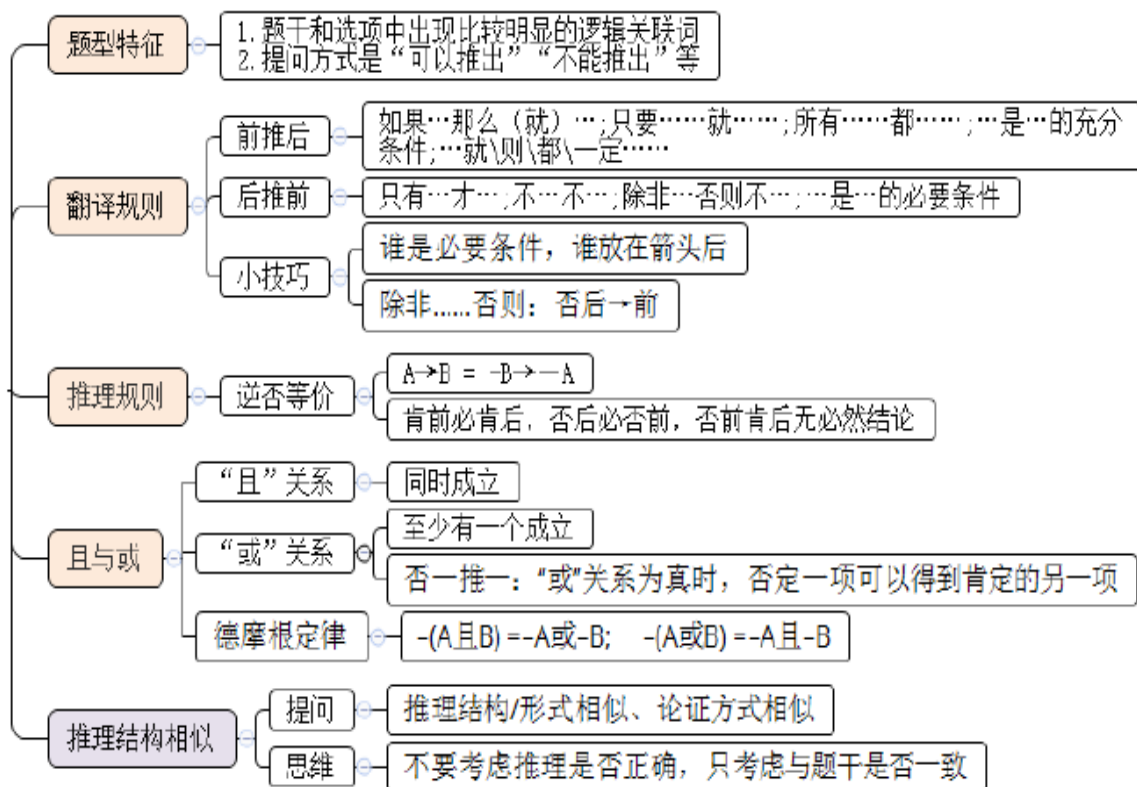 题型特征
1. 题干和选项中出现比较明显的逻辑关联词
2. 提问方式是“可以推出”“不能推出”等
翻译规则
前推后
如果…那么（就）…;只要……就……;所有……都……;…是…的充分
条件;…就\则\都\一定……
后推前
只有…才…;不…不…;除非…否则不…;…是…的必要条件
小技巧
谁是必要条件，谁放在箭头后
除非……否则：否后→前
推理规则
逆否等价
A→B = -B→—A
肯前必肯后，否后必否前，否前肯后无必然结论
且与或
“且”关系
同时成立
“或”关系
至少有一个成立
否一推一：“或”关系为真时，否定一项可以得到肯定的另一项
德摩根定律
-(A且B) =-A或-B; -(A或B) =-A且-B
推理结构相似
提问
推理结构/形式相似、论证方式相似
思维
不要考虑推理是否正确，只考虑与题干是否一致